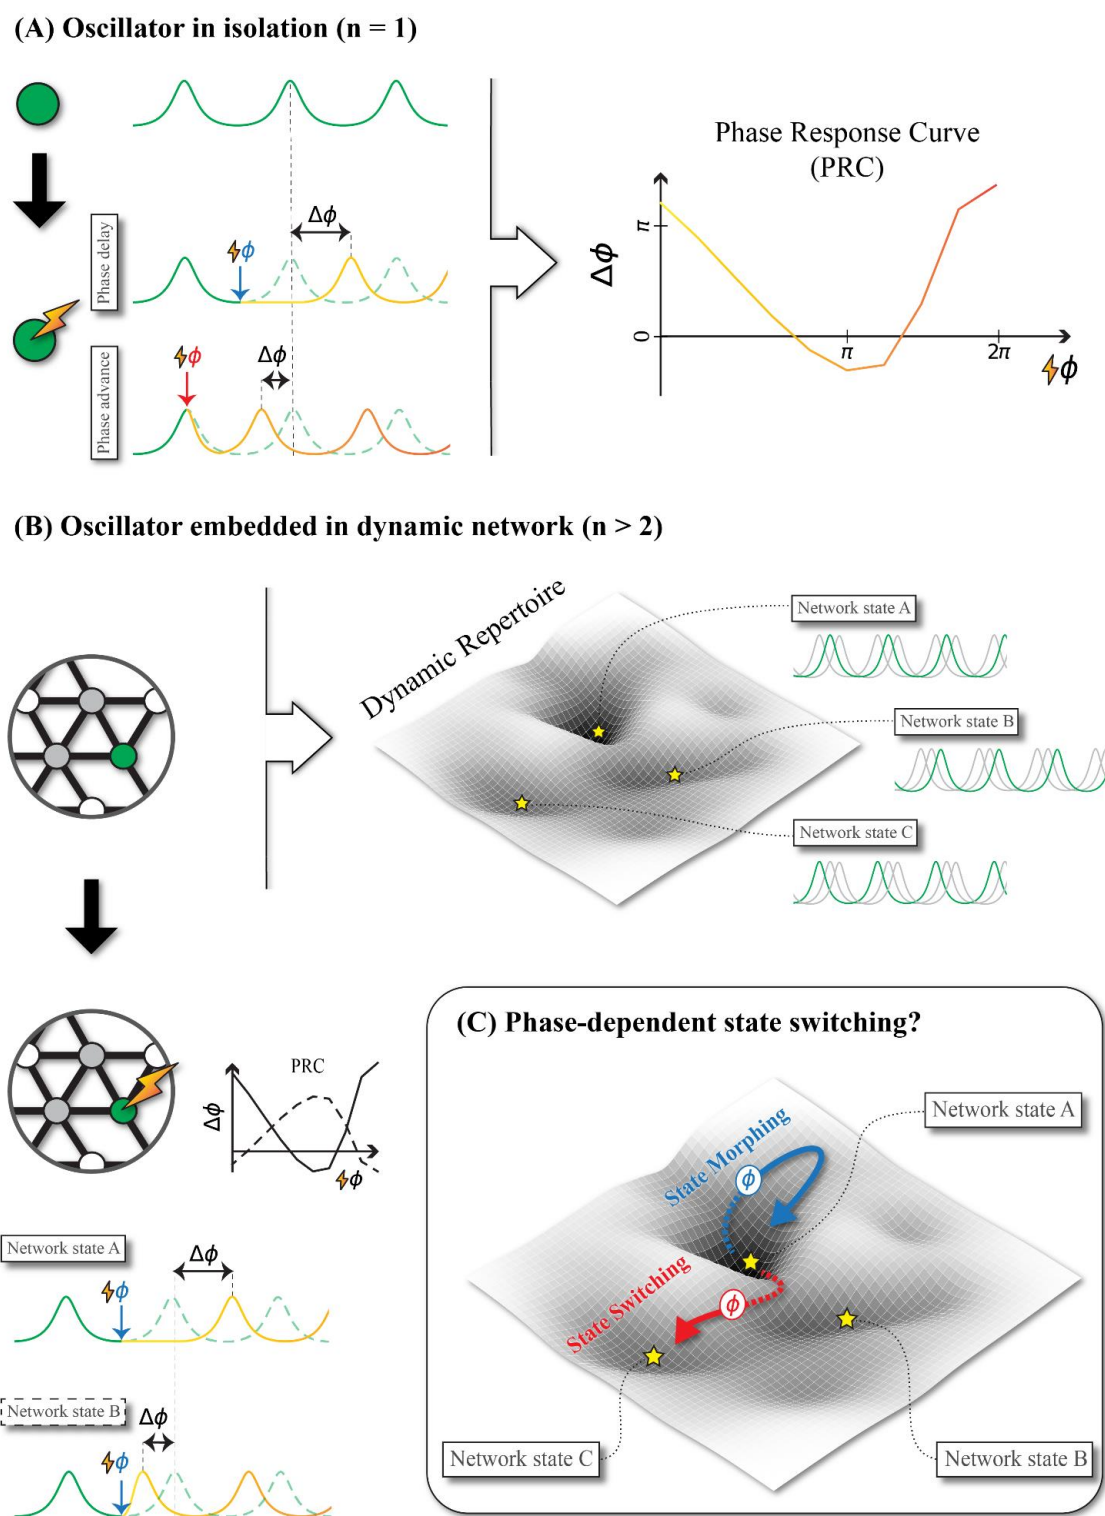 (A) Oscillator in isolation (n = 1)
Phase delay
Δϕ
ϕ
Phase advance
ϕ
Δϕ
Phase Response Curve
(PRC)
Δϕ
π
0
π
2π
ϕ
(B) Oscillator embedded in dynamic network (n > 2)
Dynamic Repertoire
Network state A
Network state B
Network state C
PRC
Δϕ
ϕ
Network state A
Δϕ
ϕ
Network state B
Δϕ
ϕ
(C) Phase-dependent state switching?
Network state A
State Morphing
ϕ
State Switching
ϕ
Network state C
Network state B